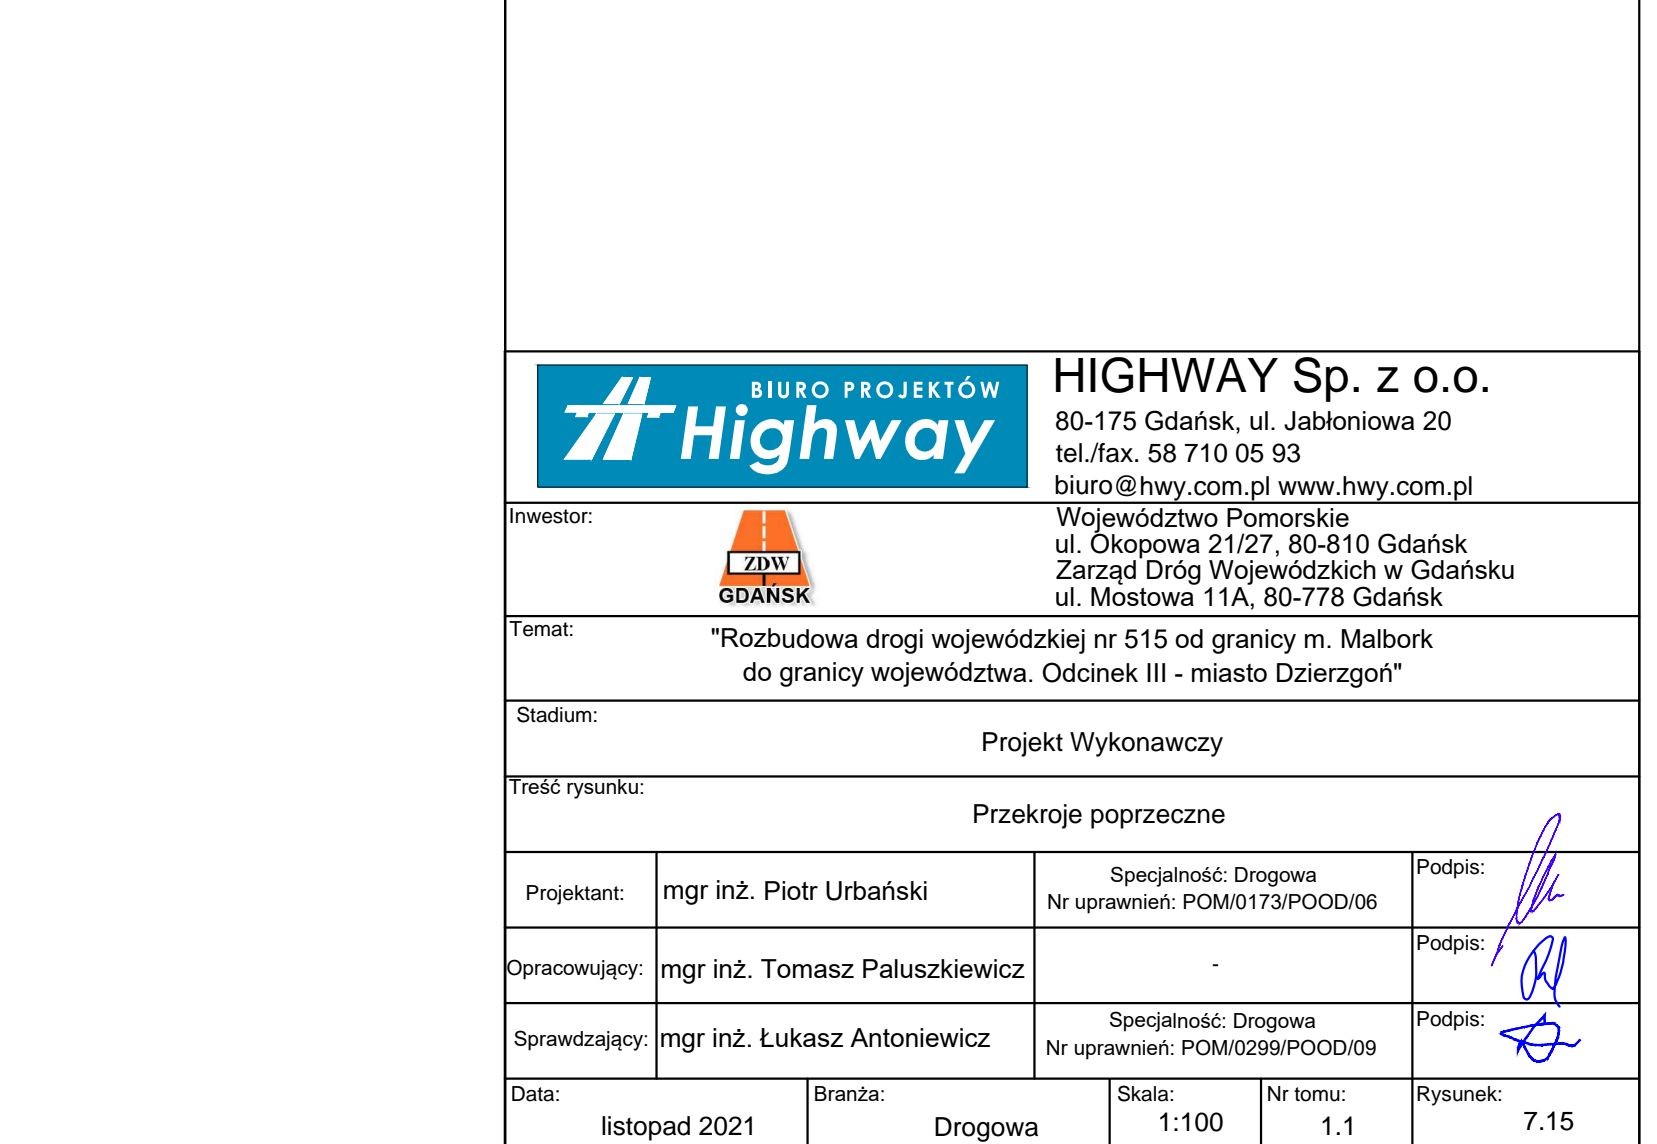 BIURO PROJEKTÓW
Highway
HIGHWAY Sp. z o.o.
80-175 Gdańsk, ul. Jabłoniowa 20
tel./fax. 58 710 05 93
biuro@hwy.com.pl www.hwy.com.pl
Inwestor:
ZDW
GDAŃSK
Województwo Pomorskie
ul. Okopowa 21/27, 80-810 Gdańsk
Zarząd Dróg Wojewódzkich w Gdańsku
ul. Mostowa 11A, 80-778 Gdańsk
Temat:
"Rozbudowa drogi wojewódzkiej nr 515 od granicy m. Malbork
do granicy województwa. Odcinek III - miasto Dzierzgoń"
Stadium:
Projekt Wykonawczy
Treść rysunku:
Przekroje poprzeczne
Projektant:
mgr inż. Piotr Urbański
Specjalność: Drogowa
Nr uprawnień: POM/0173/POOD/06
Podpis:
Opracowujący:
mgr inż. Tomasz Paluszkiewicz
-
Podpis:
Sprawdzający:
mgr inż. Łukasz Antoniewicz
Specjalność: Drogowa
Nr uprawnień: POM/0299/POOD/09
Podpis:
Data:
listopad 2021
Branża:
Drogowa
Skala:
1:100
Nr tomu:
1.1
Rysunek:
7.15